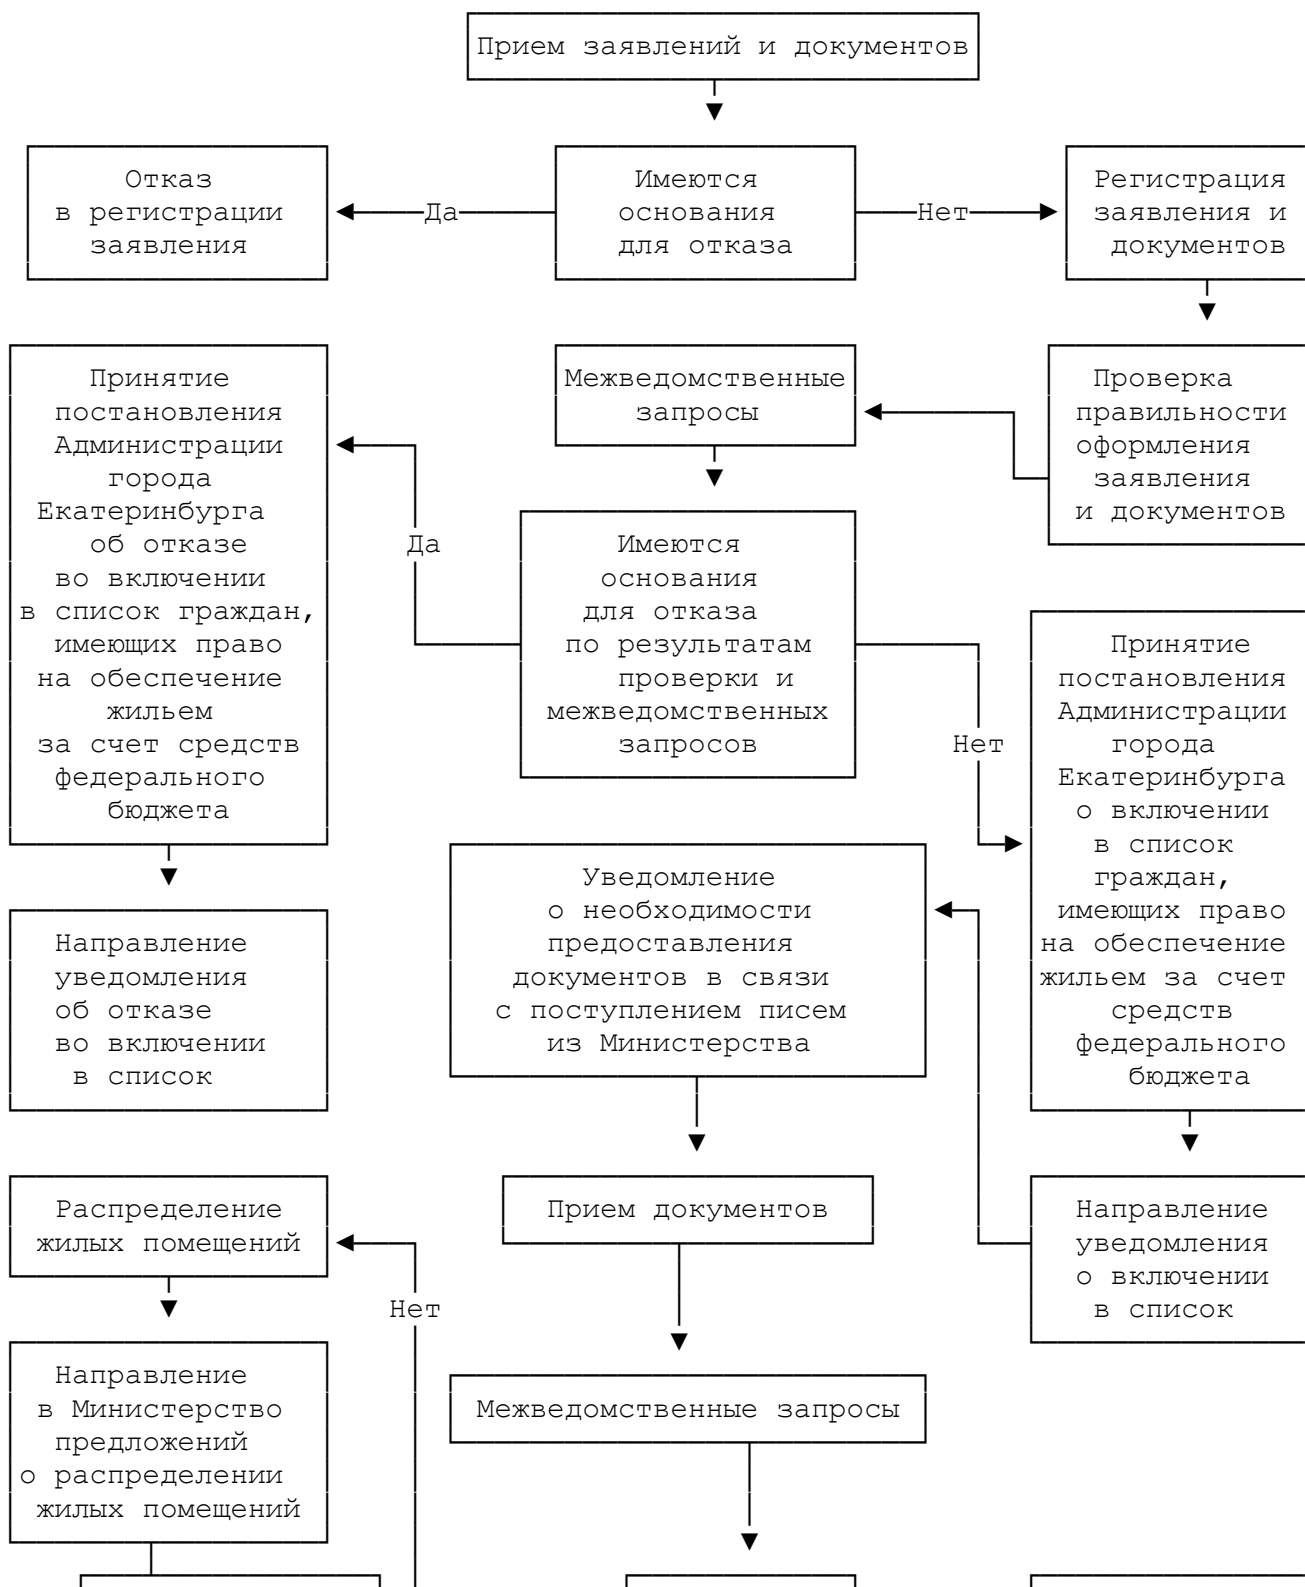 Прием заявлений и документов
Отказ
в регистрации
заявления
Да
Имеются
основания
для отказа
Нет
Регистрация
заявления и
документов
Принятие
постановления
Администрации
города
Екатеринбурга
об отказе
во включении
в список граждан,
имеющих право
на обеспечение
жильем
за счет средств
федерального
бюджета
Межведомственные
запросы
Проверка
правильности
оформления
заявления
и документов
Да
Имеются
основания
для отказа
по результатам
проверки и
межведомственных
запросов
Нет
Принятие
постановления
Администрации
города
Екатеринбурга
о включении
в список
граждан,
имеющих право
на обеспечение
жильем за счет
средств
федерального
бюджета
Уведомление
о необходимости
предоставления
документов в связи
с поступлением писем
из Министерства
Направление
уведомления
об отказе
во включении
в список
Распределение
жилых помещений
Прием документов
Направление
уведомления
о включении
в список
Нет
Направление
в Министерство
предложений
о распределении
жилых помещений
Межведомственные запросы